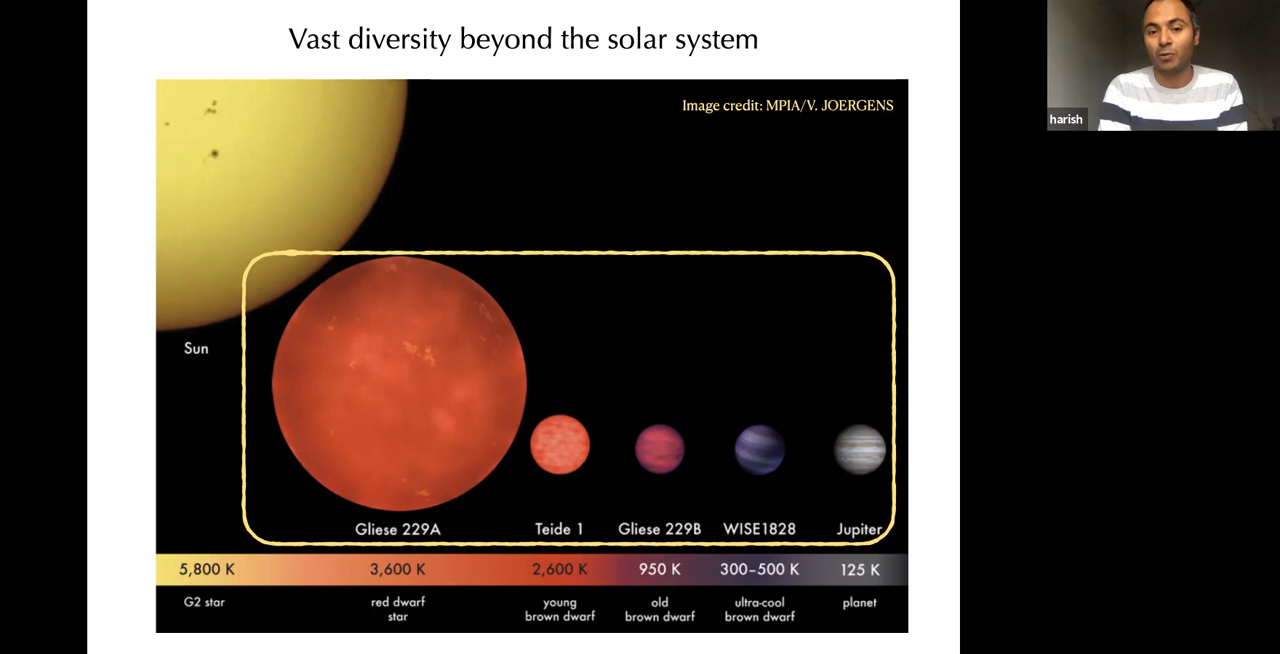 Vast diversity beyond the solar system
harish
Image credit: MPIA/V. JOERGENS
Sun
Gliese 229A
Teide 1
Gliese 229B
WISE1828
Jupiter
5,800 K
3,600 K
2,600 K
950 K
300–500 K
125 K
G2 star
red dwarf
star
young
brown dwarf
old
brown dwarf
ultra-cool
brown dwarf
planet